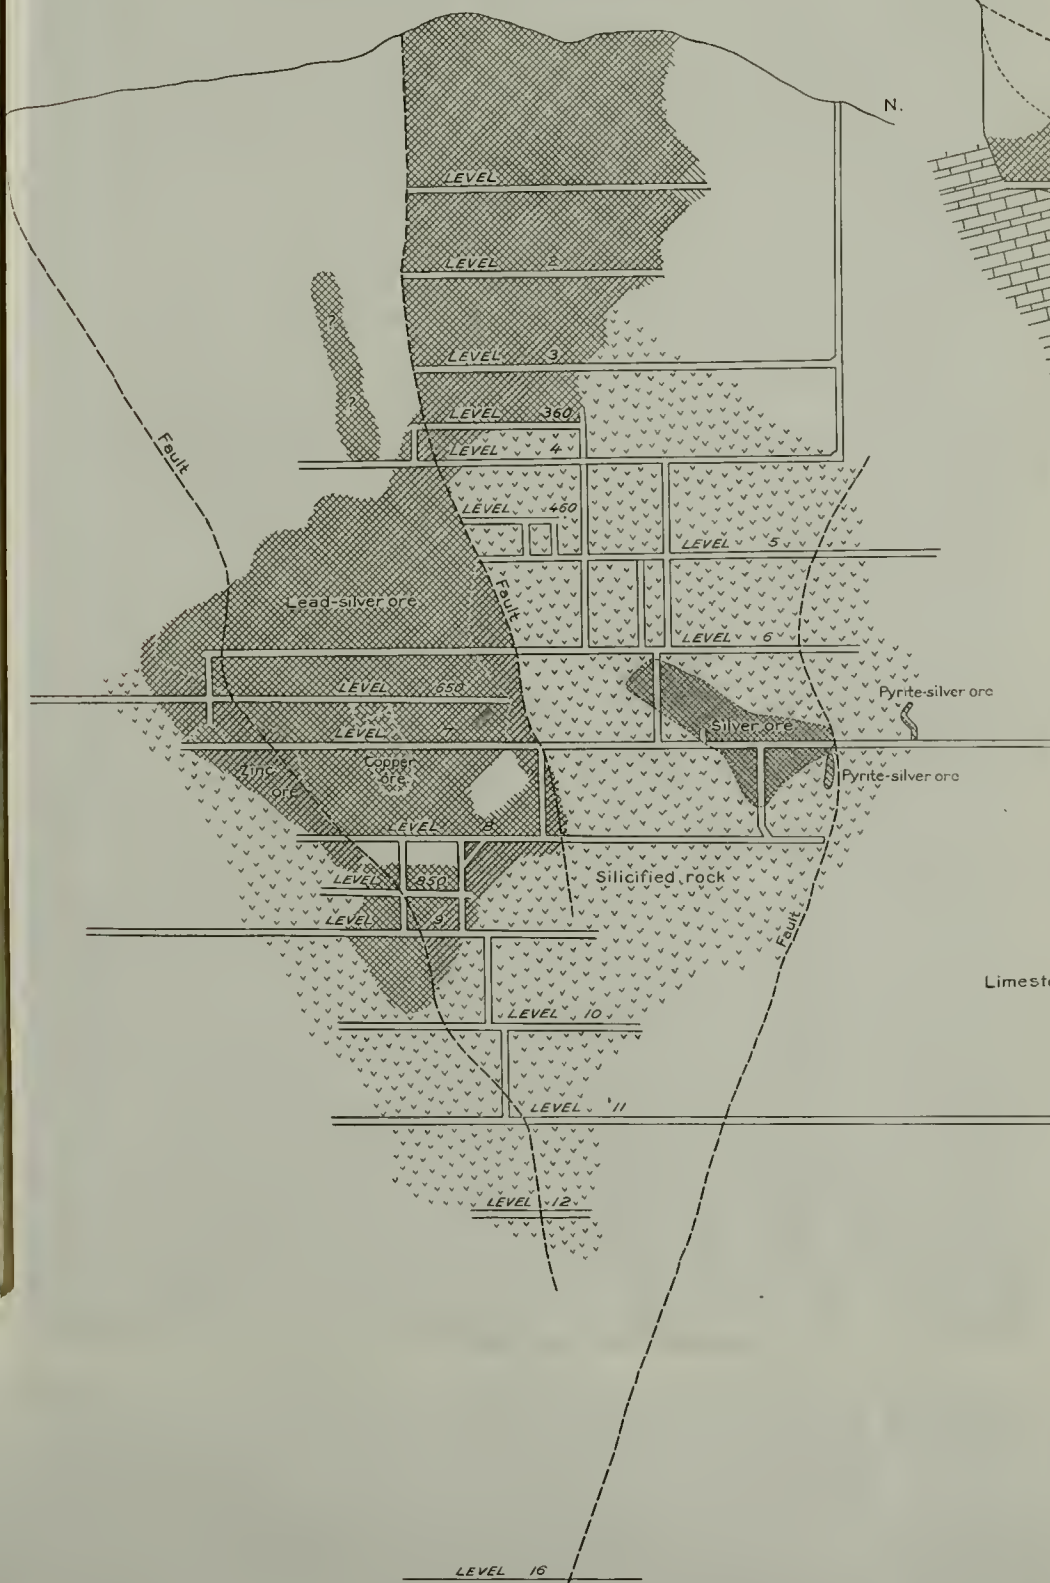 N.
LEVEL
LEVEL 2
LEVEL 3
?
?
LEVEL 360
LEVEL 4
Fault
LEVEL 460
LEVEL 5
Fault
Lead-silver ore
LEVEL 6
LEVEL 650
Pyrite-silver ore
Silver ore
LEVEL 7
Zinc
ore
Copper
ore
Pyrite-silver ore
LEVEL 8
LEVEL 850
Silicified rock
LEVEL 9
Fault
Limesto
LEVEL 10
LEVEL 11
LEVEL 12
LEVEL 16